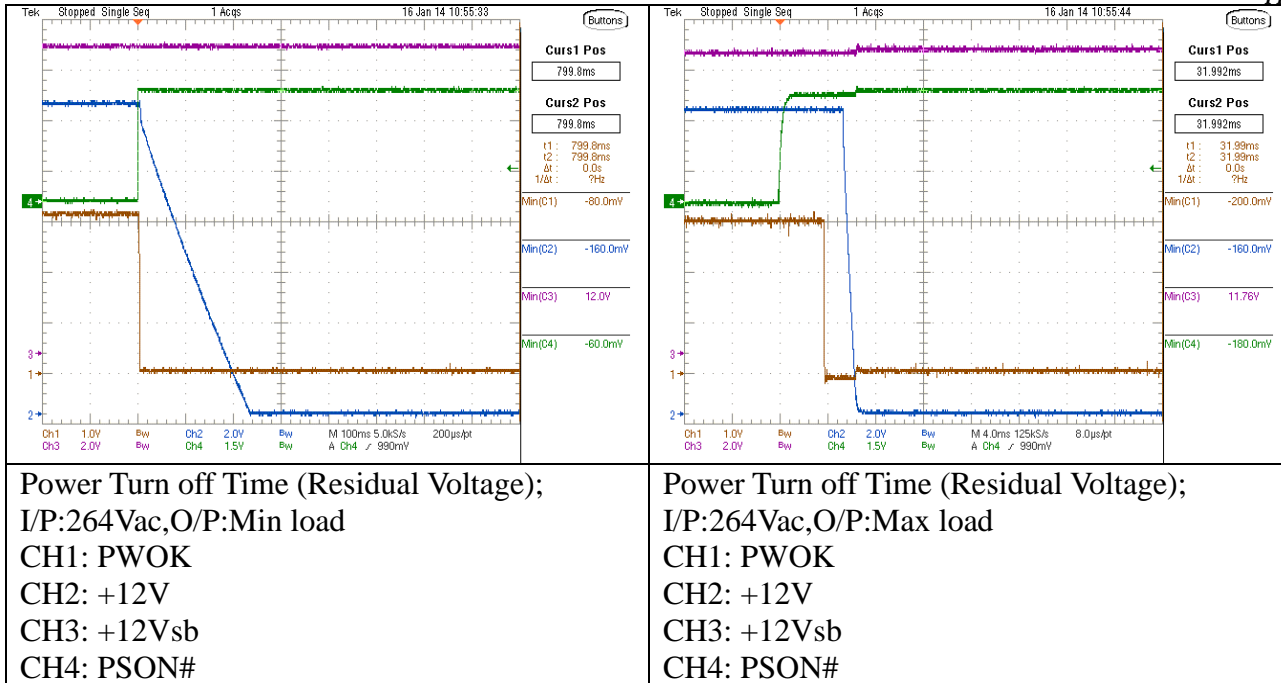 Tek Stopped Single Seq 1 Acqs 16 Jan 14 10:55:33
Buttons
Curs1 Pos
799.8ms
Curs2 Pos
799.8ms
t1 : 799.8ms
t2 : 799.8ms
Δt : 0.0s
1/Δt : ?Hz
Min(C1) -80.0mV
Min(C2) -160.0mV
Min(C3) 12.0V
Min(C4) -60.0mV
4
3
1
2
Ch1 1.0V Bw Ch2 2.0V Bw M 100ms 5.0kS/s 200µs/pt
Ch3 2.0V Bw Ch4 1.5V Bw A Ch4 ∕ 990mV
Tek Stopped Single Seq 1 Acqs 16 Jan 14 10:55:44
Buttons
Curs1 Pos
31.992ms
Curs2 Pos
31.992ms
t1 : 31.99ms
t2 : 31.99ms
Δt : 0.0s
1/Δt : ?Hz
Min(C1) -200.0mV
Min(C2) -160.0mV
Min(C3) 11.76V
Min(C4) -180.0mV
4
3
1
2
Ch1 1.0V Bw Ch2 2.0V Bw M 4.0ms 125kS/s 8.0µs/pt
Ch3 2.0V Bw Ch4 1.5V Bw A Ch4 ∕ 990mV
Power Turn off Time (Residual Voltage);
I/P:264Vac,O/P:Min load
CH1: PWOK
CH2: +12V
CH3: +12Vsb
CH4: PSON#
Power Turn off Time (Residual Voltage);
I/P:264Vac,O/P:Max load
CH1: PWOK
CH2: +12V
CH3: +12Vsb
CH4: PSON#